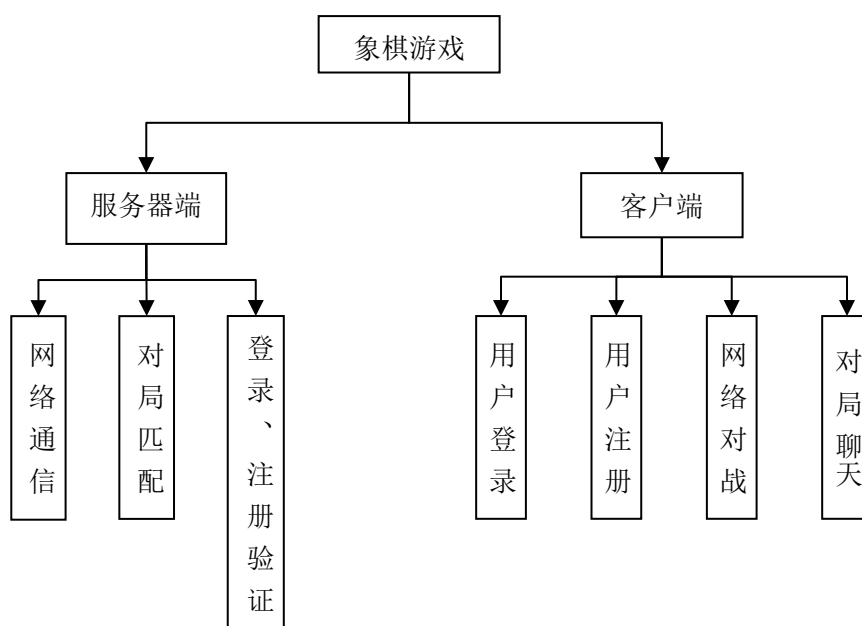 象棋游戏
服务器端
客户端
网络通信
对局匹配
登录、注册验证
用户登录
用户注册
网络对战
对局聊天